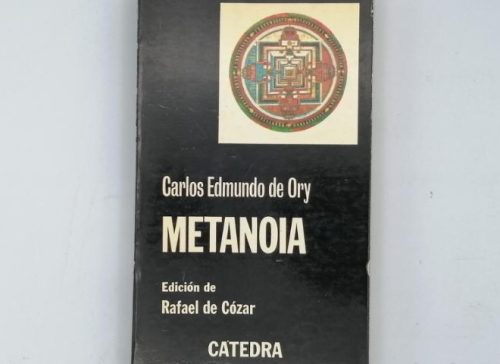 Carlos Edmundo de Ory
METANOIA
Edición de
Rafael de Cózar
CATEDRA